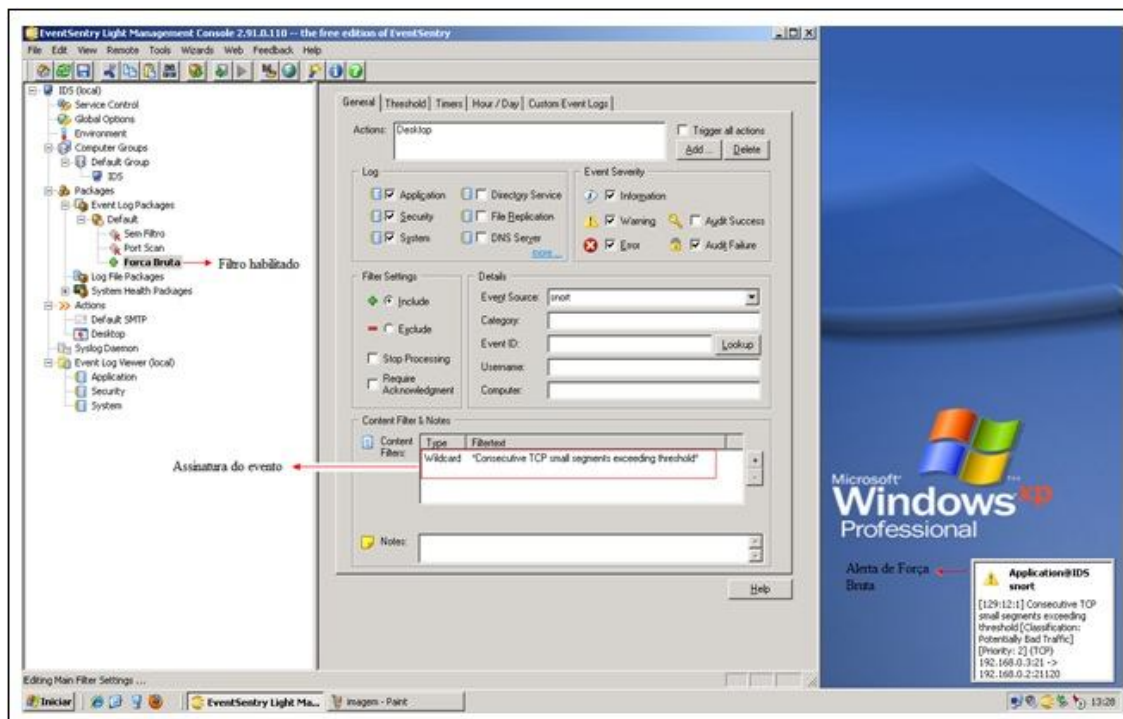 EventSentry Light Management Console 2.91.0.110 -- the free edition of EventSentry
File Edit View Remote Tools Wizards Web Feedback Help
IDS (local)
Service Control
Global Options
Environment
Computer Groups
Default Group
IDS
Packages
Event Log Packages
Default
Sem Filtro
Port Scan
Forca Bruta
Filtro habilitado
Log File Packages
System Health Packages
Actions
Default SMTP
Desktop
Syslog Daemon
Event Log Viewer (local)
Application
Security
System
Assinatura do evento
General Threshold Timers Hour / Day Custom Event Logs
Actions: Desktop
Trigger all actions
Add ... Delete
Log
Application Directory Service
Security File Replication
System DNS Server
more ...
Event Severity
Information
Warning Audit Success
Error Audit Failure
Filter Settings
Include
Exclude
Stop Processing
Require Acknowledgment
Details
Event Source: snort
Category:
Event ID: Lookup
Username:
Computer:
Content Filter & Notes
Content Filters:
Type Filtertext
Wildcard *Consecutive TCP small segments exceeding threshold*
+
-
Notes:
Help
Microsoft
Windows xp
Professional
Alerta de Força Bruta
Application@IDS
snort
[129:12:1] Consecutive TCP
small segments exceeding
threshold [Classification:
Potentially Bad Traffic]
[Priority: 2] {TCP}
192.168.0.3:21 ->
192.168.0.2:21120
Editing Main Filter Settings ...
Iniciar EventSentry Light Ma... imagem - Paint 13:28